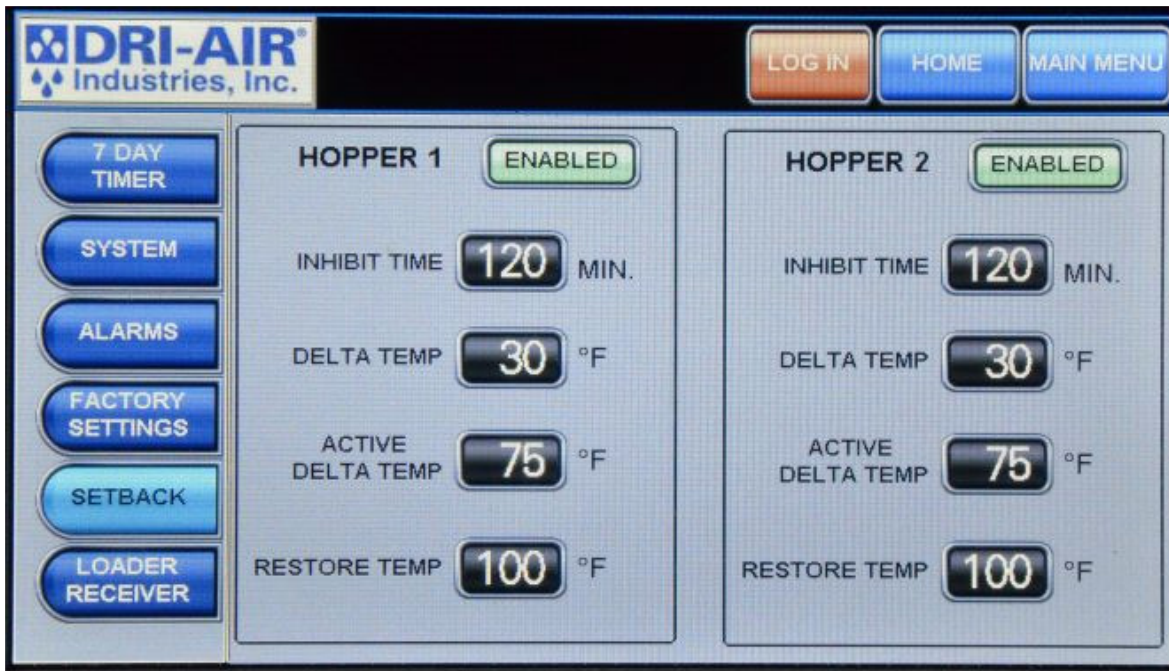 DRI-AIR®
Industries, Inc.
LOG IN
HOME
MAIN MENU
7 DAY
TIMER
SYSTEM
ALARMS
FACTORY
SETTINGS
SETBACK
LOADER
RECEIVER
HOPPER 1 ENABLED
INHIBIT TIME 120 MIN.
DELTA TEMP 30 °F
ACTIVE
DELTA TEMP 75 °F
RESTORE TEMP 100 °F
HOPPER 2 ENABLED
INHIBIT TIME 120 MIN.
DELTA TEMP 30 °F
ACTIVE
DELTA TEMP 75 °F
RESTORE TEMP 100 °F